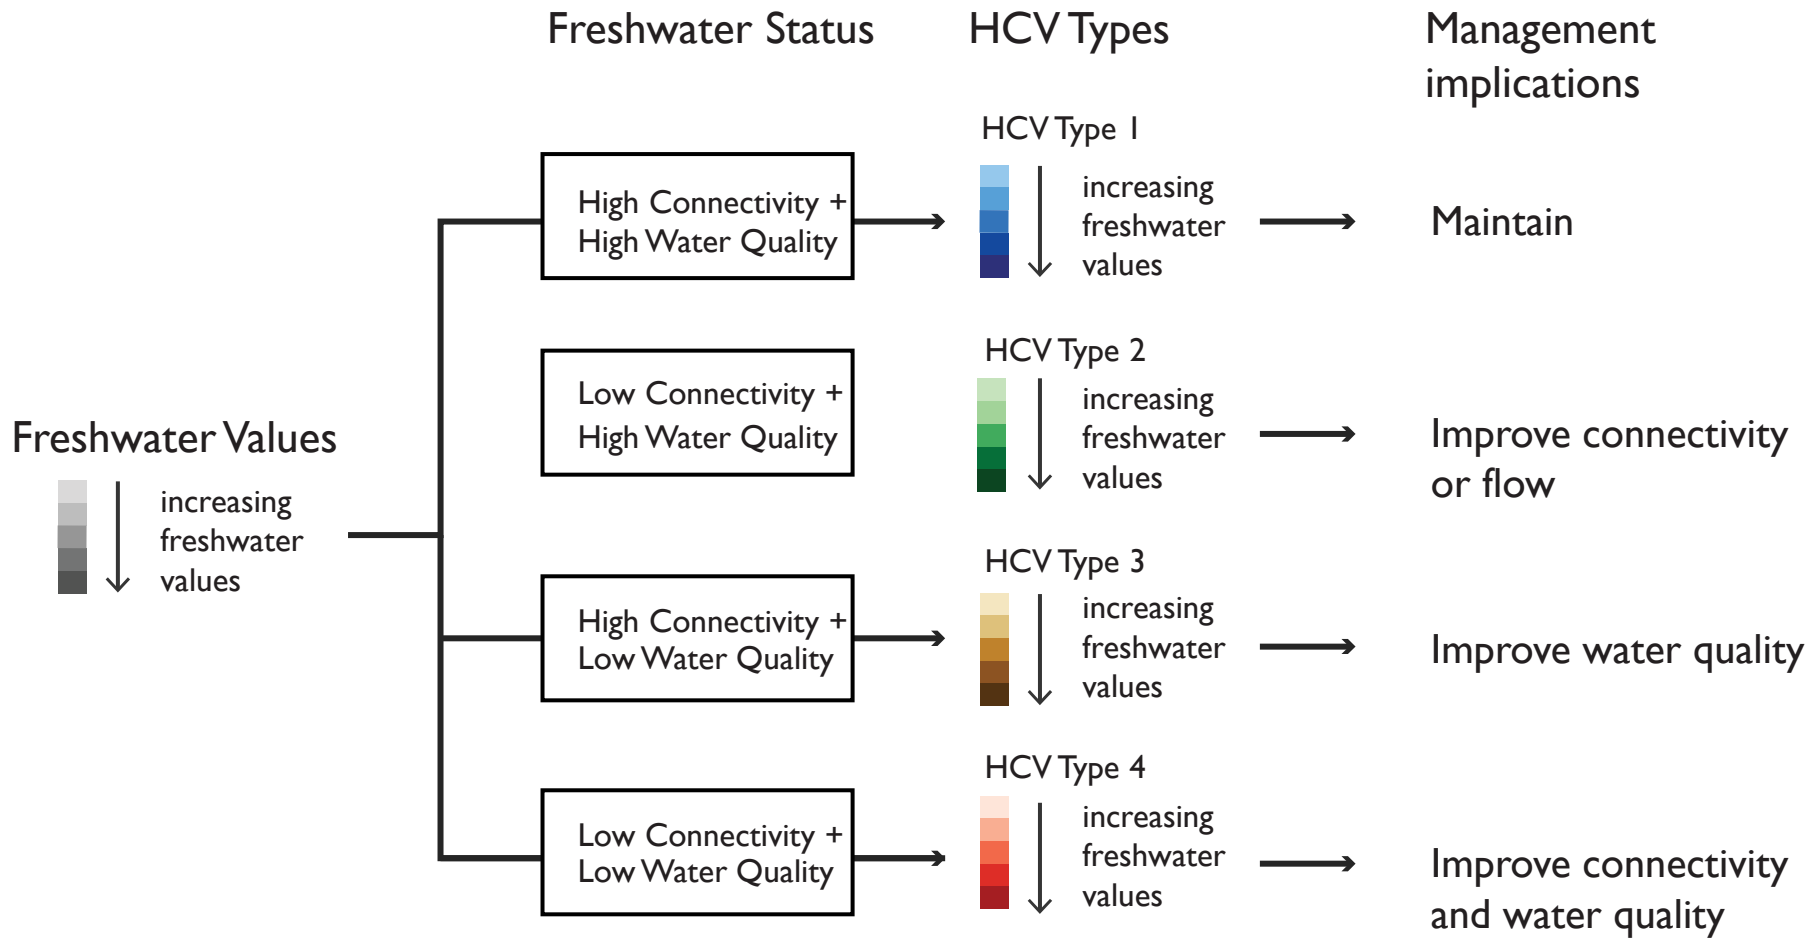 Freshwater Status
HCV Types
Management
implications
HCV Type 1
High Connectivity +
High Water Quality
increasing
freshwater
values
Maintain
HCV Type 2
Low Connectivity +
High Water Quality
increasing
freshwater
values
Improve connectivity
or flow
Freshwater Values
increasing
freshwater
values
HCV Type 3
High Connectivity +
Low Water Quality
increasing
freshwater
values
Improve water quality
HCV Type 4
Low Connectivity +
Low Water Quality
increasing
freshwater
values
Improve connectivity
and water quality